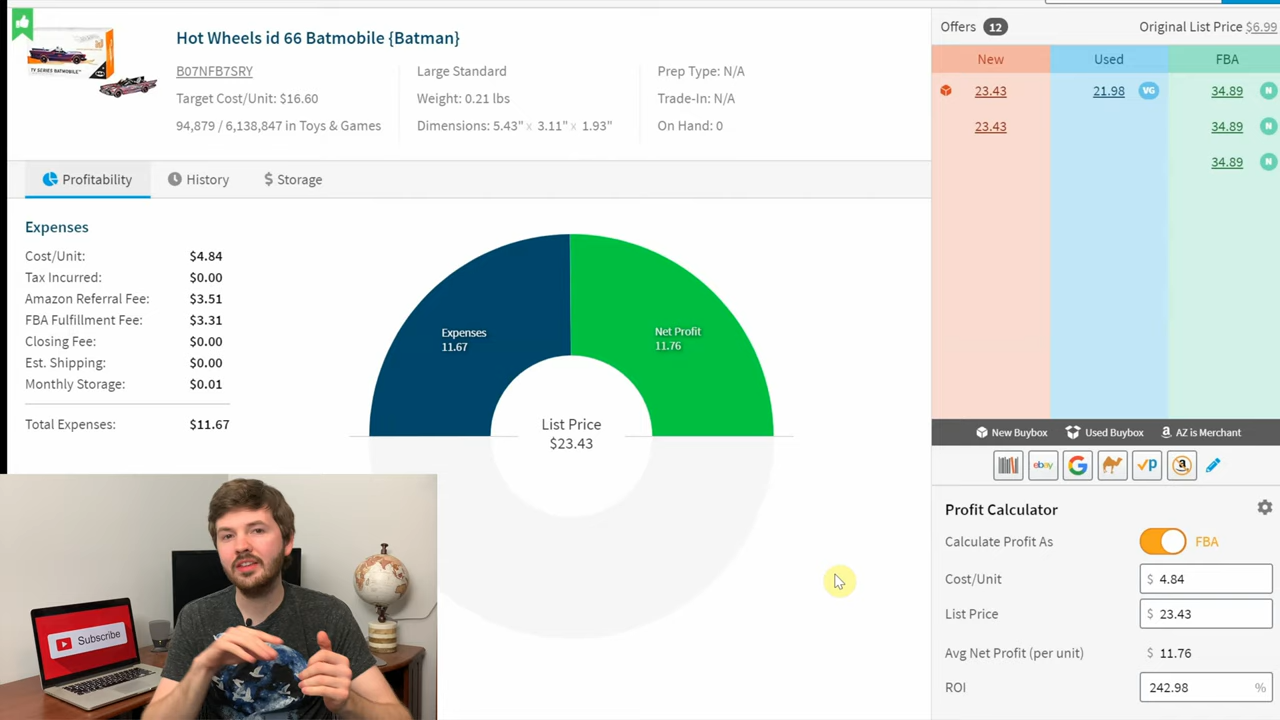 Hot Wheels id 66 Batmobile {Batman}
B07NFB7SRY
Target Cost/Unit: $16.60
94,879 / 6,138,847 in Toys & Games
Large Standard
Weight: 0.21 lbs
Dimensions: 5.43" x 3.11" x 1.93"
Prep Type: N/A
Trade-In: N/A
On Hand: 0
TV SERIES BATMOBILE
Profitability
History
$ Storage
Expenses
Cost/Unit: $4.84
Tax Incurred: $0.00
Amazon Referral Fee: $3.51
FBA Fulfillment Fee: $3.31
Closing Fee: $0.00
Est. Shipping: $0.00
Monthly Storage: $0.01
Total Expenses: $11.67
Expenses
11.67
Net Profit
11.76
List Price
$23.43
Subscribe
Offers 12 Original List Price $6.99
New Used FBA
23.43 21.98 VG 34.89 N
23.43 34.89 N
34.89 N
New Buybox Used Buybox a AZ is Merchant
ebay G VP a
Profit Calculator
Calculate Profit As FBA
Cost/Unit $ 4.84
List Price $ 23.43
Avg Net Profit (per unit) $ 11.76
ROI 242.98 %